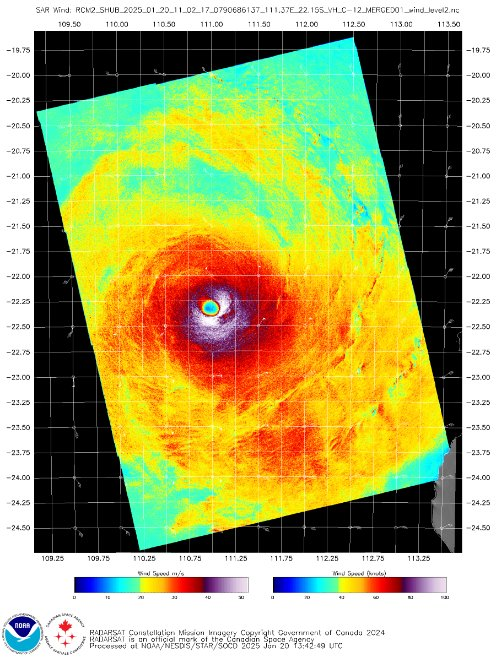 SAR Wind: RCM2_SHUB_2025_01_20_11_02_17_0790686137_111.37E_22.15S_VH_C-12_MERGED01_wind_level2.nc
109.50 110.00 110.50 111.00 111.50 112.00 112.50 113.00 113.50
-19.75
-20.00
-20.25
-20.50
-20.75
-21.00
-21.25
-21.50
-21.75
-22.00
-22.25
-22.50
-22.75
-23.00
-23.25
-23.50
-23.75
-24.00
-24.25
-24.50
109.25 109.75 110.25 110.75 111.25 111.75 112.25 112.75 113.25
Wind Speed m/s
0 10 20 30 40 50
Wind Speed (knots)
0 20 40 60 80 100
NOAA
RADARSAT Constellation Mission Imagery Copyright Government of Canada 2024
RADARSAT is an official mark of the Canadian Space Agency
Processed at NOAA/NESDIS/STAR/SOCD 2025 Jan 20 13:42:49 UTC